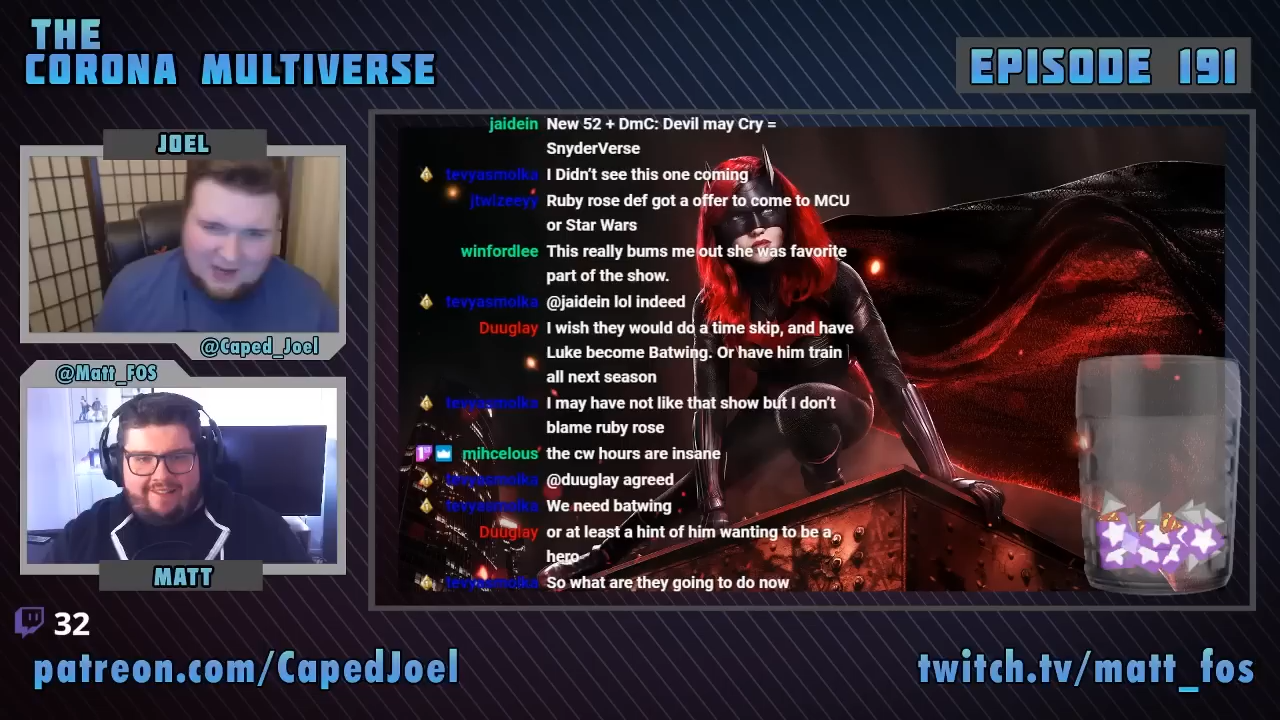 THE
CORONA MULTIVERSE
EPISODE 191
JOEL
@Caped_Joel
@Matt_FOS
MATT
jaidein New 52 + DmC: Devil may Cry =
SnyderVerse
tevyasmolka I Didn't see this one coming
jtwizeeyy Ruby rose def got a offer to come to MCU
or Star Wars
winfordlee This really bums me out she was favorite
part of the show.
tevyasmolka @jaidein lol indeed
Duuglay I wish they would do a time skip, and have
Luke become Batwing. Or have him train
all next season
tevyasmolka I may have not like that show but I don't
blame ruby rose
mihcelous the cw hours are insane
tevyasmolka @duuglay agreed
tevyasmolka We need batwing
Duuglay or at least a hint of him wanting to be a
hero
tevyasmolka So what are they going to do now
32
patreon.com/CapedJoel
twitch.tv/matt_fos